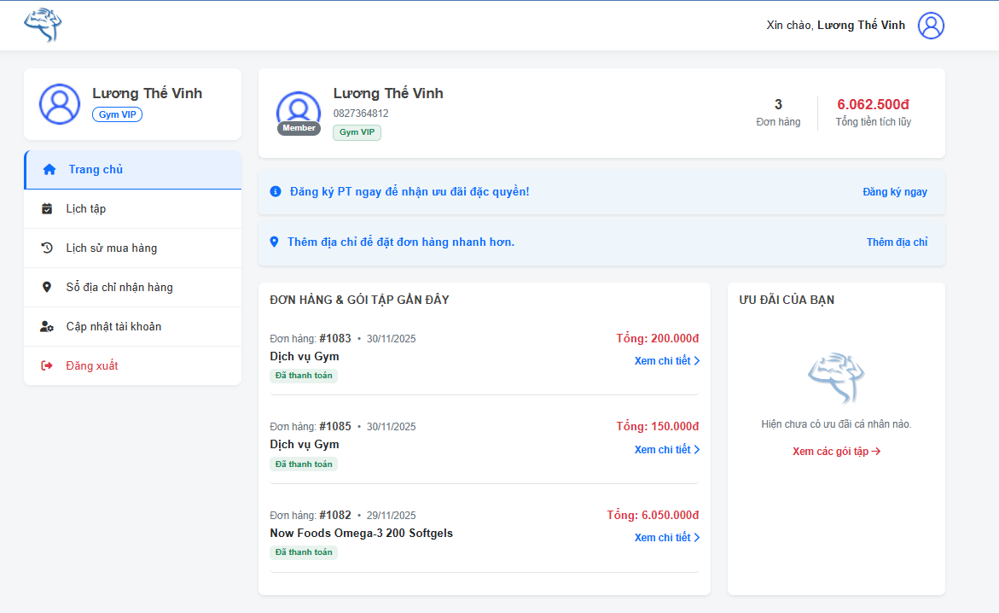 Xin chào, Lương Thế Vinh
Lương Thế Vinh
Gym VIP
Trang chủ
Lịch tập
Lịch sử mua hàng
Sổ địa chỉ nhận hàng
Cập nhật tài khoản
Đăng xuất
Lương Thế Vinh
0827364812
Member
Gym VIP
3
Đơn hàng
6.062.500đ
Tổng tiền tích lũy
Đăng ký PT ngay để nhận ưu đãi đặc quyền!
Đăng ký ngay
Thêm địa chỉ để đặt đơn hàng nhanh hơn.
Thêm địa chỉ
ĐƠN HÀNG & GÓI TẬP GẦN ĐÂY
Đơn hàng: #1083 • 30/11/2025
Tổng: 200.000đ
Dịch vụ Gym
Xem chi tiết
Đã thanh toán
Đơn hàng: #1085 • 30/11/2025
Tổng: 150.000đ
Dịch vụ Gym
Xem chi tiết
Đã thanh toán
Đơn hàng: #1082 • 29/11/2025
Tổng: 6.050.000đ
Now Foods Omega-3 200 Softgels
Xem chi tiết
Đã thanh toán
ƯU ĐÃI CỦA BẠN
Hiện chưa có ưu đãi cá nhân nào.
Xem các gói tập →